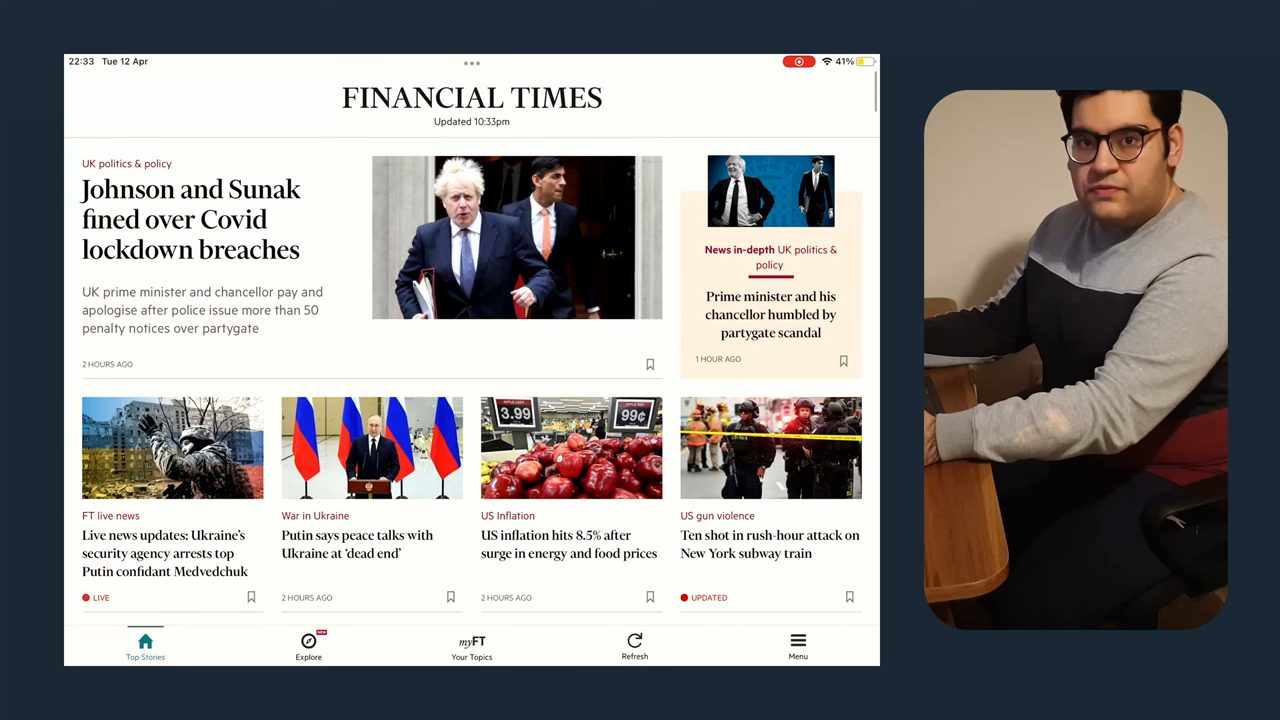 22:33 Tue 12 Apr
41%
FINANCIAL TIMES
Updated 10:33pm
UK politics & policy
Johnson and Sunak
fined over Covid
lockdown breaches
UK prime minister and chancellor pay and
apologise after police issue more than 50
penalty notices over partygate
2 HOURS AGO
News in-depth UK politics &
policy
Prime minister and his
chancellor humbled by
partygate scandal
1 HOUR AGO
FT live news
Live news updates: Ukraine's
security agency arrests top
Putin confidant Medvedchuk
LIVE
War in Ukraine
Putin says peace talks with
Ukraine at ‘dead end’
2 HOURS AGO
3.99
99¢
US Inflation
US inflation hits 8.5% after
surge in energy and food prices
2 HOURS AGO
US gun violence
Ten shot in rush-hour attack on
New York subway train
UPDATED
Top Stories
NEW
Explore
myFT
Your Topics
Refresh
Menu